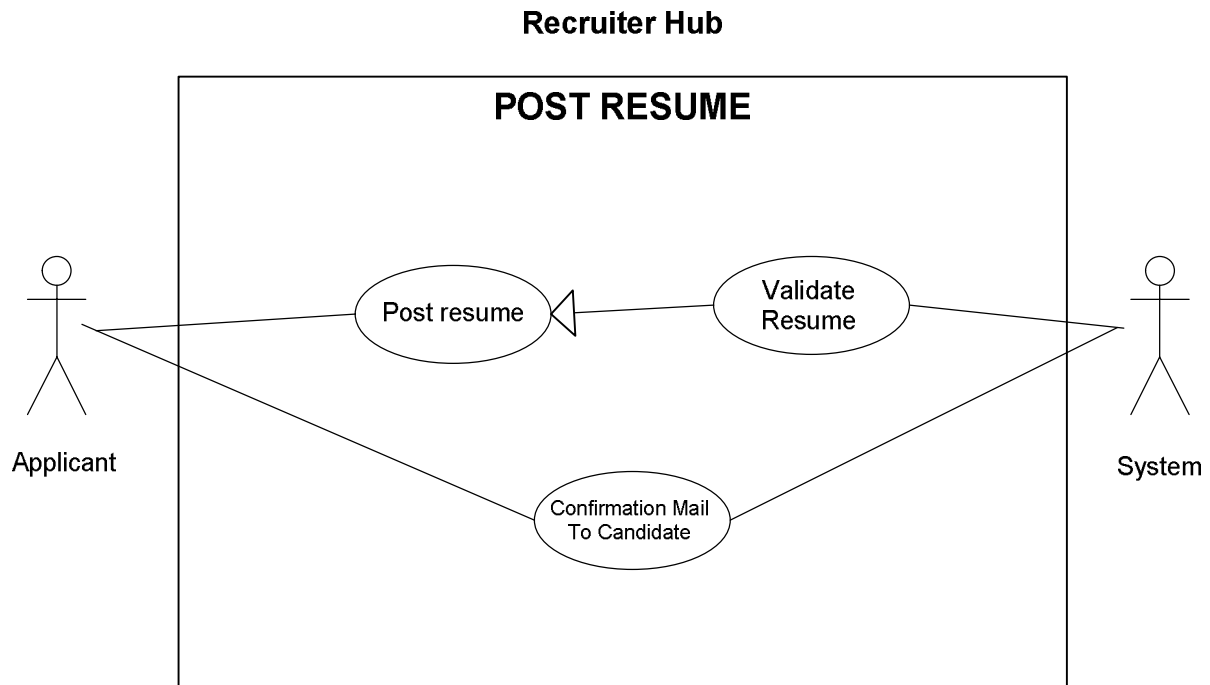 Recruiter Hub
POST RESUME
Post resume
Validate
Resume
Applicant
System
Confirmation Mail
To Candidate